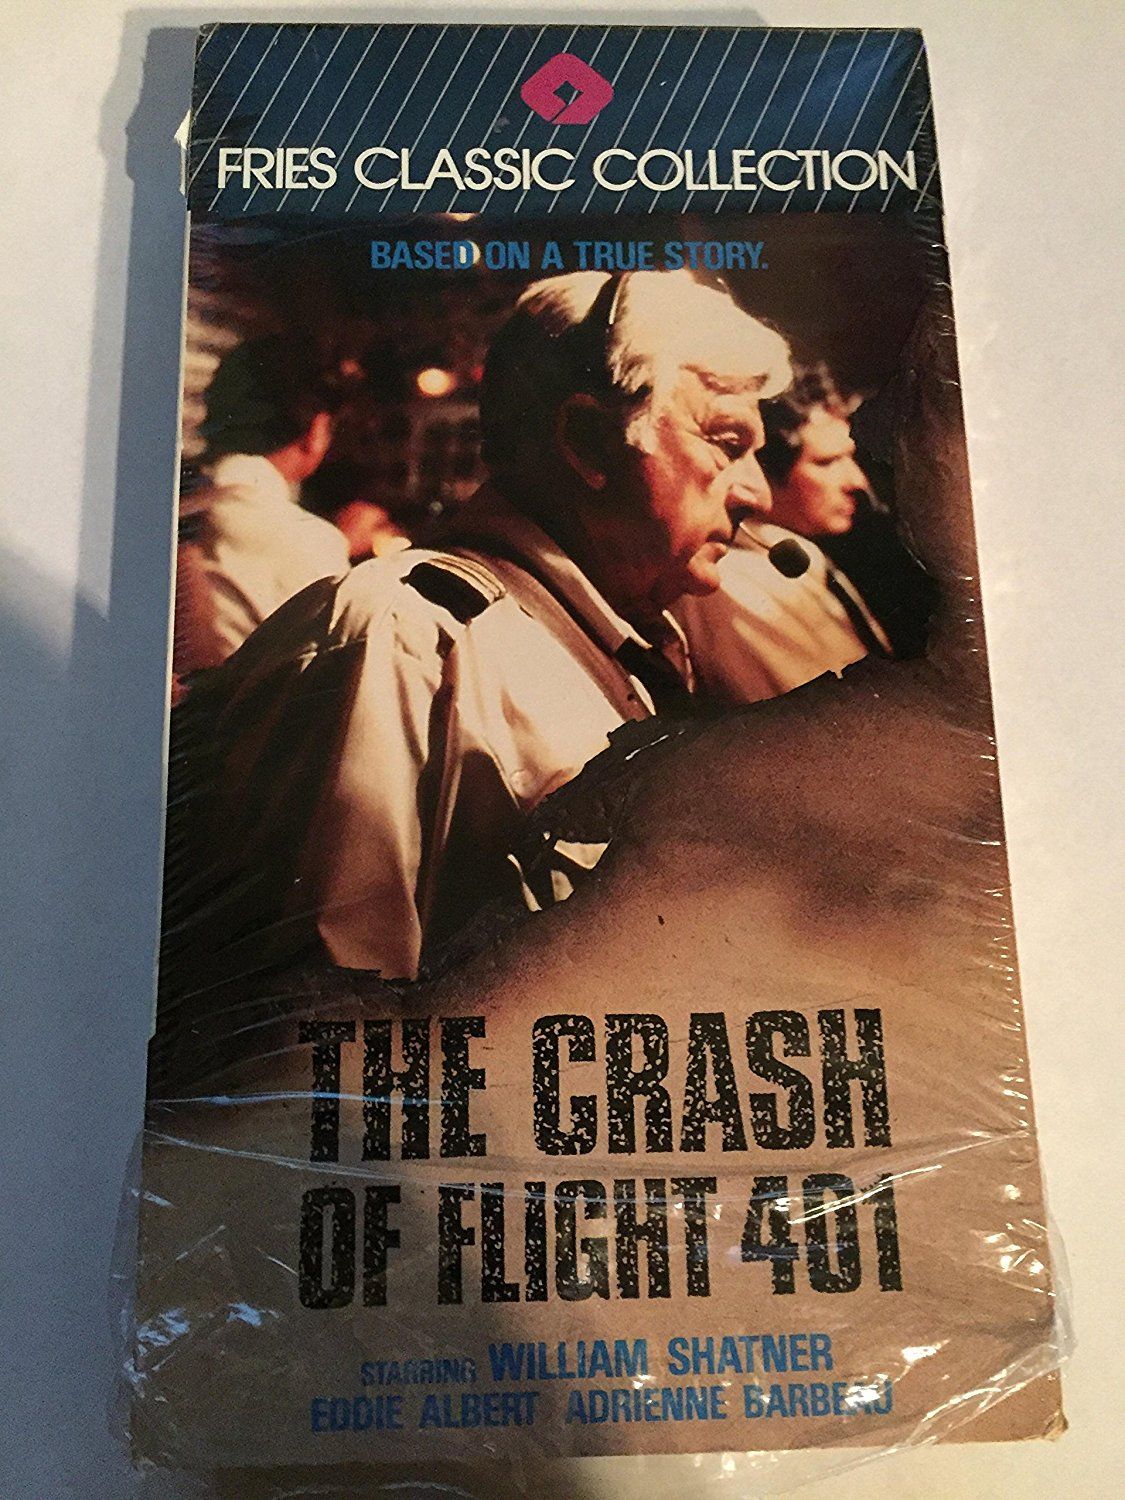 FRIES CLASSIC COLLECTION
BASED ON A TRUE STORY.
THE CRASH
OF FLIGHT 401
STARRING WILLIAM SHATNER
EDDIE ALBERT ADRIENNE BARBEAU